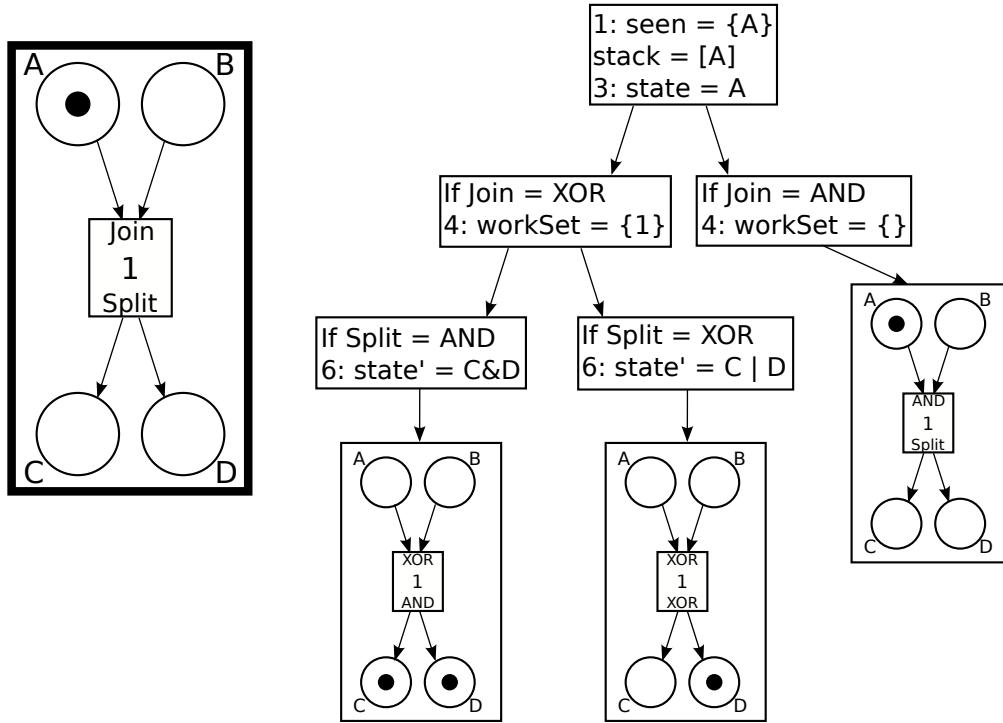 A
B
Join
1
Split
C
D
1: seen = {A}
stack = [A]
3: state = A
If Join = XOR
4: workSet = {1}
If Join = AND
4: workSet = {}
If Split = AND
6: state' = C&D
If Split = XOR
6: state' = C | D
A
B
XOR
1
AND
C
D
A
B
XOR
1
XOR
C
D
A
B
AND
1
Split
C
D